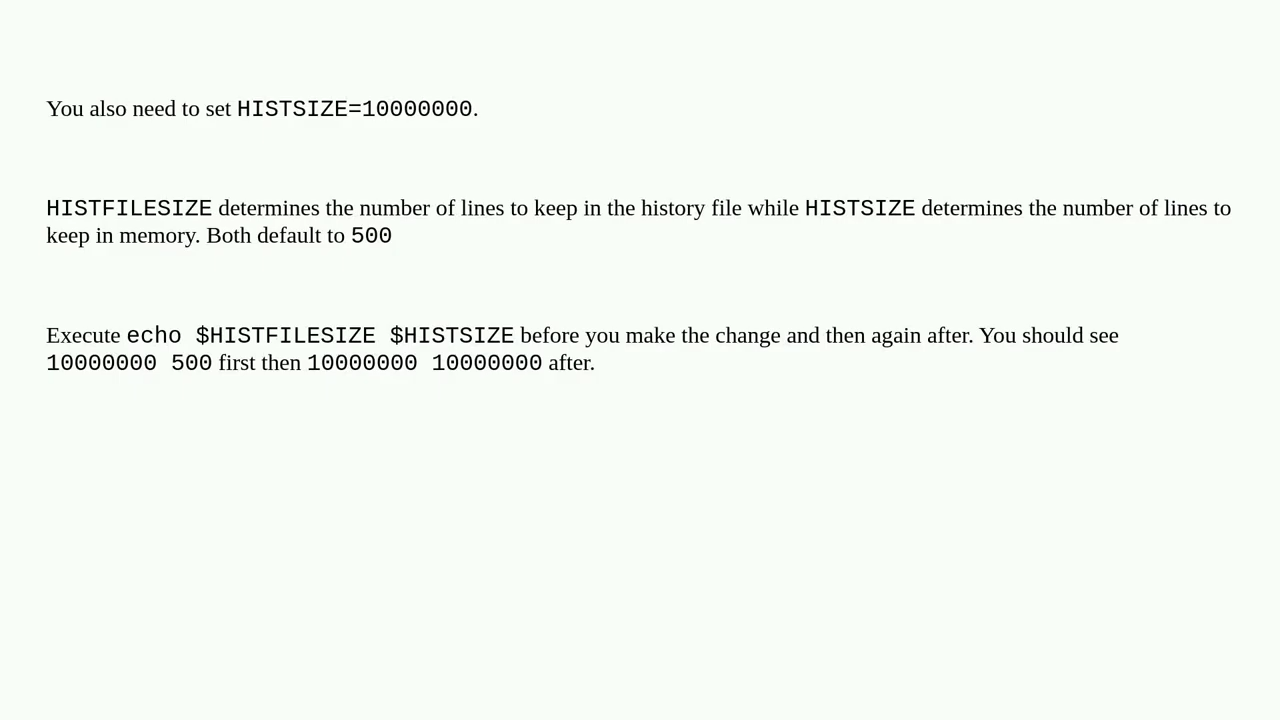 You also need to set HISTSIZE=10000000.
HISTFILESIZE determines the number of lines to keep in the history file while HISTSIZE determines the number of lines to
keep in memory. Both default to 500
Execute echo $HISTFILESIZE $HISTSIZE before you make the change and then again after. You should see
10000000 500 first then 10000000 10000000 after.